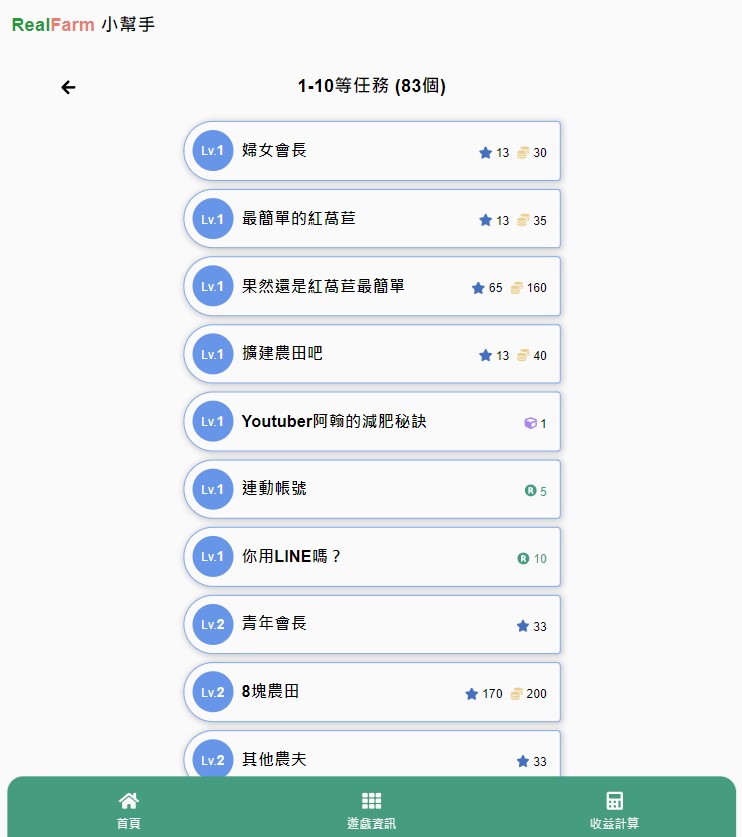 RealFarm 小幫手
1-10等任務 (83個)
Lv.1 婦女會長 13 30
Lv.1 最簡單的紅萵苣 13 35
Lv.1 果然還是紅萵苣最簡單 65 160
Lv.1 擴建農田吧 13 40
Lv.1 Youtuber阿翰的減肥秘訣 1
Lv.1 連動帳號 R 5
Lv.1 你用LINE嗎？ R 10
Lv.2 青年會長 33
Lv.2 8塊農田 170 200
Lv.2 其他農夫 33
首頁 遊戲資訊 收益計算